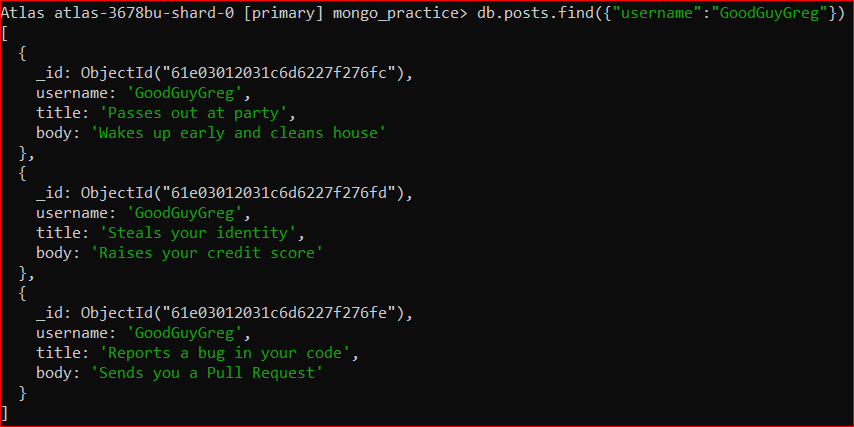 Atlas atlas-3678bu-shard-0 [primary] mongo_practice> db.posts.find({"username":"GoodGuyGreg"})
[
  {
    _id: ObjectId("61e03012031c6d6227f276fc"),
    username: 'GoodGuyGreg',
    title: 'Passes out at party',
    body: 'Wakes up early and cleans house'
  },
  {
    _id: ObjectId("61e03012031c6d6227f276fd"),
    username: 'GoodGuyGreg',
    title: 'Steals your identity',
    body: 'Raises your credit score'
  },
  {
    _id: ObjectId("61e03012031c6d6227f276fe"),
    username: 'GoodGuyGreg',
    title: 'Reports a bug in your code',
    body: 'Sends you a Pull Request'
  }
]